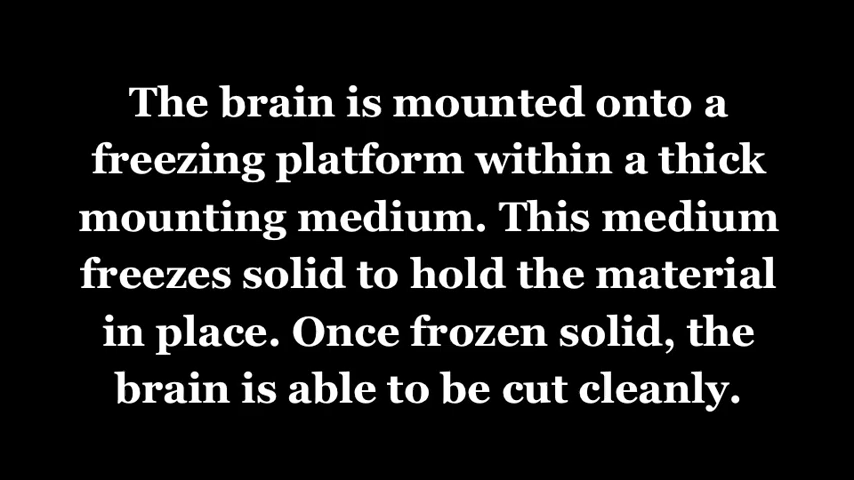 The brain is mounted onto a
freezing platform within a thick
mounting medium. This medium
freezes solid to hold the material
in place. Once frozen solid, the
brain is able to be cut cleanly.